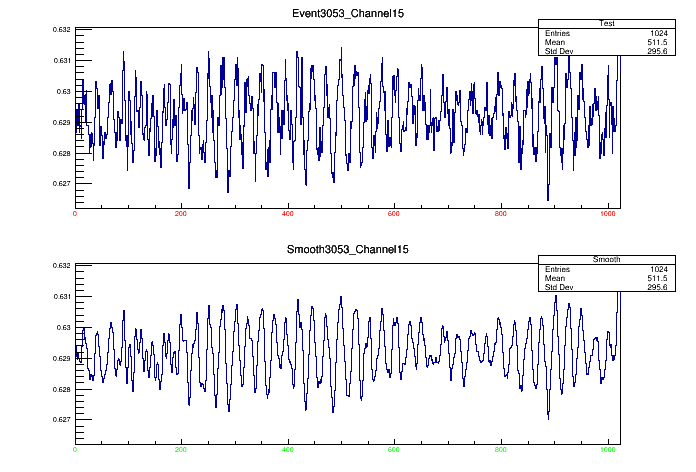 Event3053_Channel15
Test
Entries 1024
Mean 511.5
Std Dev 295.6
0.632
0.631
0.63
0.629
0.628
0.627
0 200 400 600 800 1000
Smooth3053_Channel15
Smooth
Entries 1024
Mean 511.5
Std Dev 295.6
0.632
0.631
0.63
0.629
0.628
0.627
0 200 400 600 800 1000